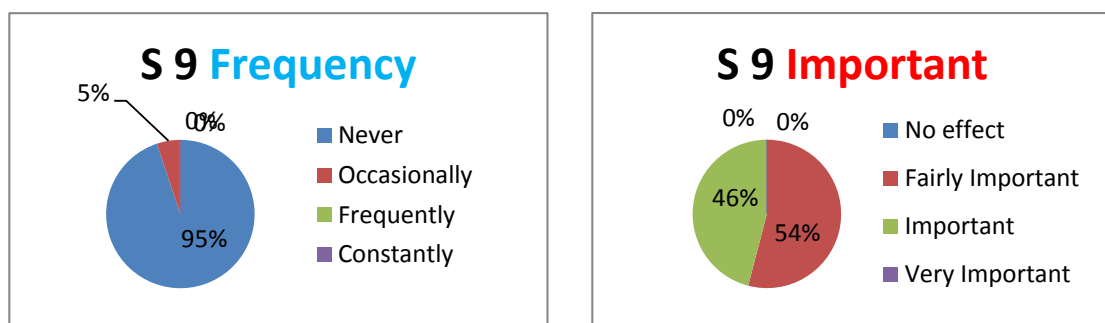 S 9 Frequency
5%
0%
0%
95%
Never
Occasionally
Frequently
Constantly
S 9 Important
0%
0%
46%
54%
No effect
Fairly Important
Important
Very Important